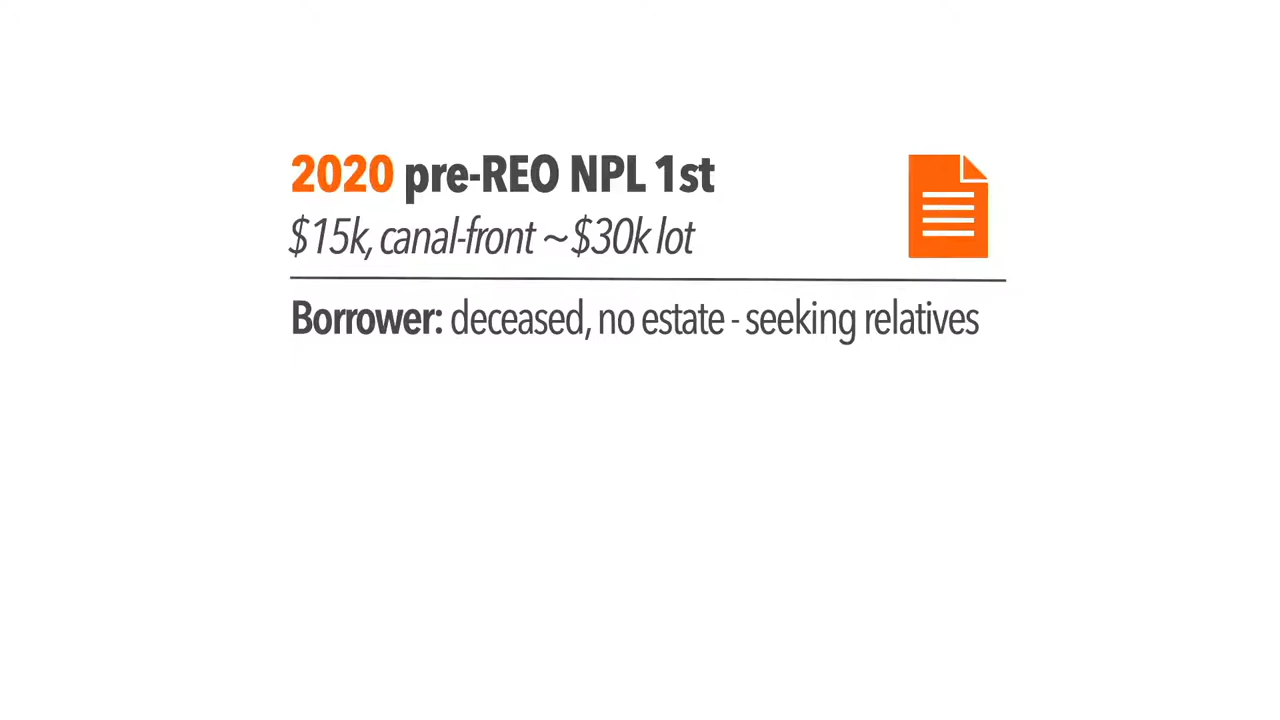 2020 pre-REO NPL 1st
$15k, canal-front ~$30k lot
Borrower: deceased, no estate - seeking relatives